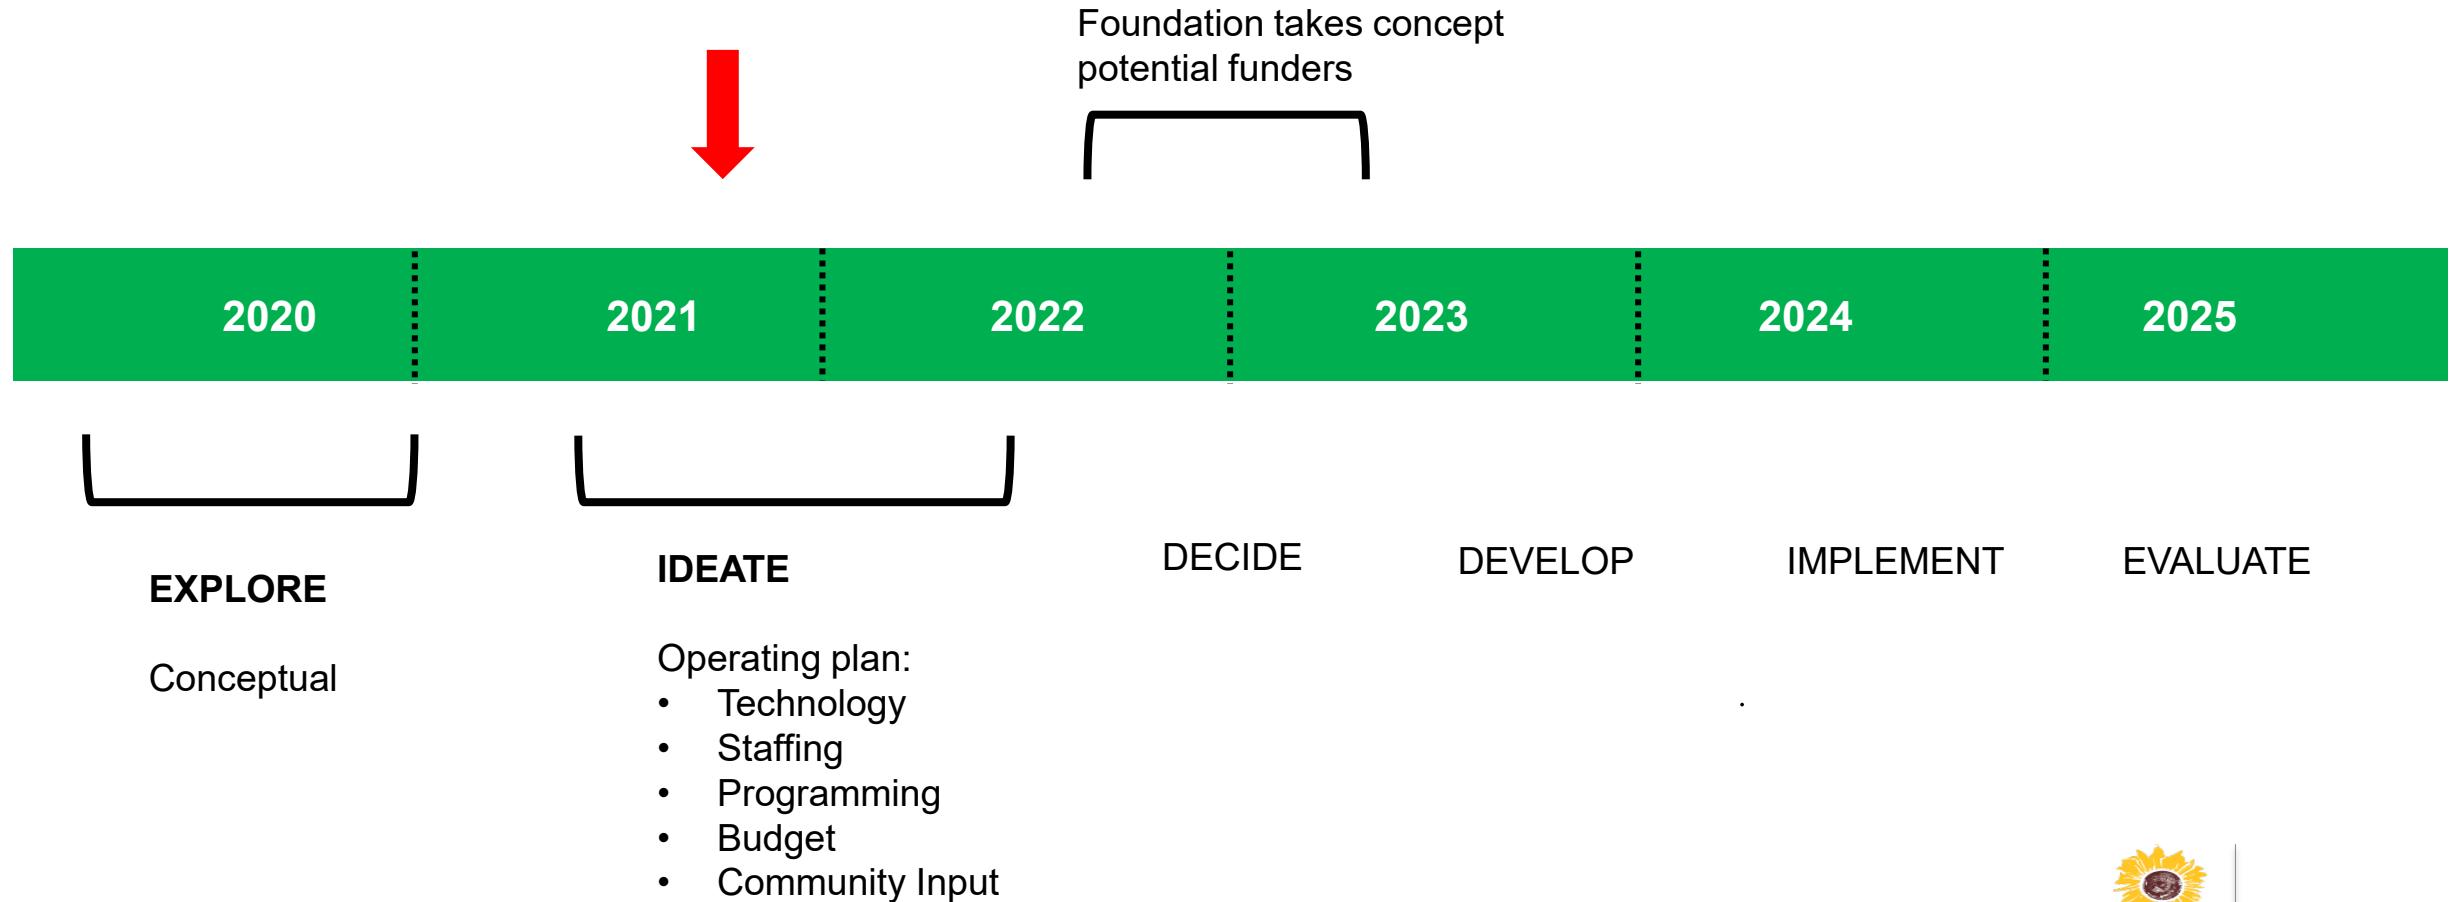 Foundation takes concept
potential funders
2020
2021
2022
2023
2024
2025
EXPLORE
Conceptual
IDEATE
Operating plan:
• Technology
• Staffing
• Programming
• Budget
• Community Input
DECIDE
DEVELOP
IMPLEMENT
EVALUATE
.